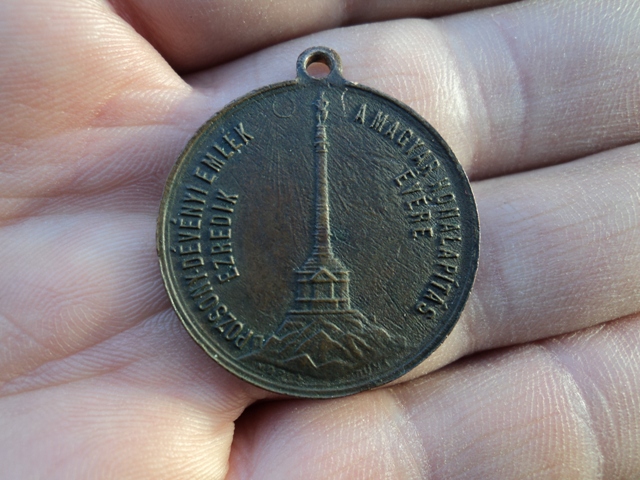 POZSONY-DÉVÉNYI EMLÉK
EZREDIK
A MAGYAR HONALAPÍTÁS
ÉVÉRE